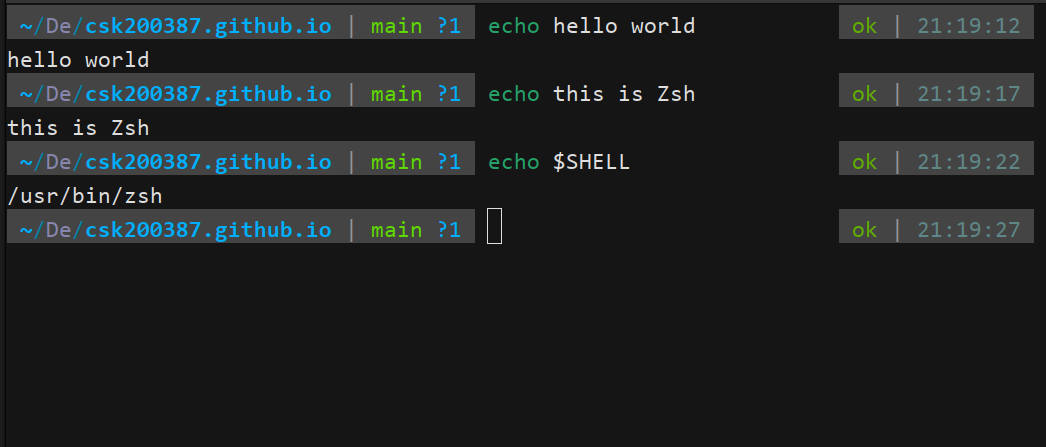 ~/De/csk200387.github.io | main ?1 echo hello world ok | 21:19:12
hello world
~/De/csk200387.github.io | main ?1 echo this is Zsh ok | 21:19:17
this is Zsh
~/De/csk200387.github.io | main ?1 echo $SHELL ok | 21:19:22
/usr/bin/zsh
~/De/csk200387.github.io | main ?1 ok | 21:19:27